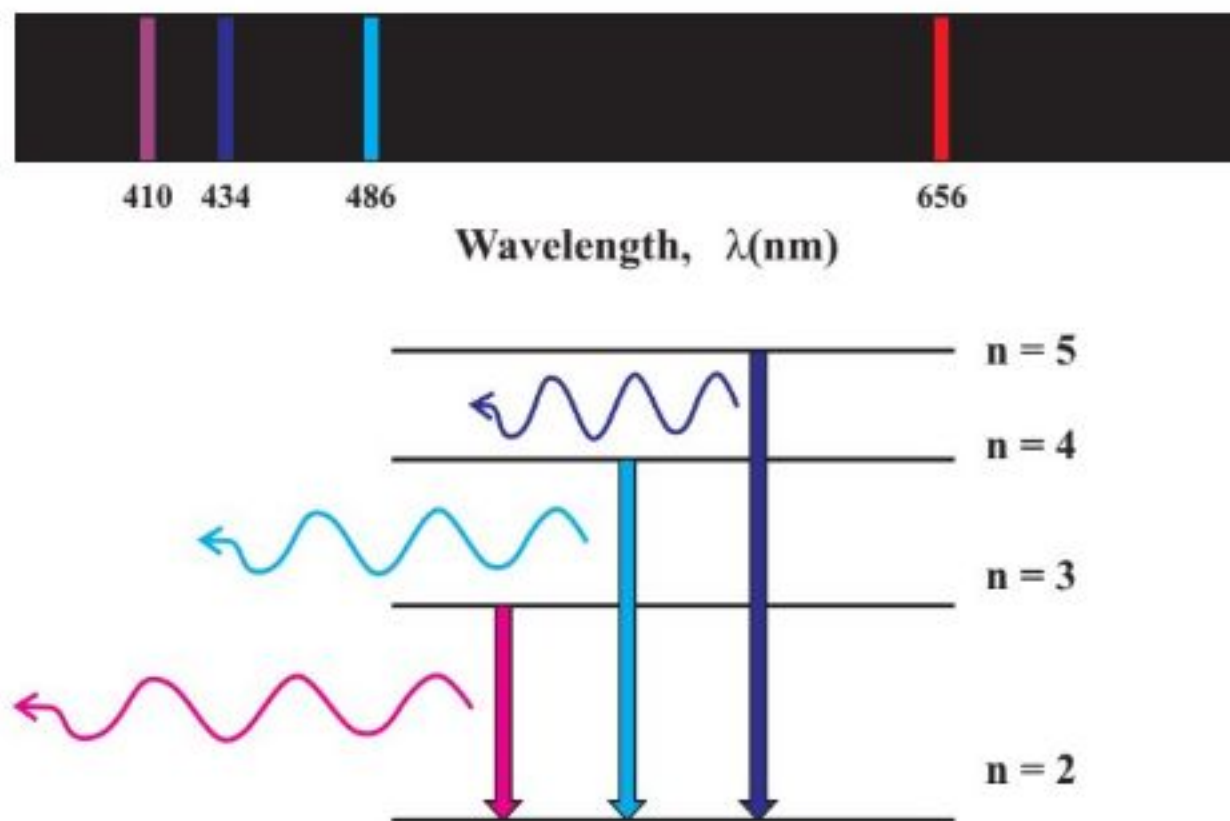 410 434 486 656
Wavelength, λ(nm)
n = 5
n = 4
n = 3
n = 2